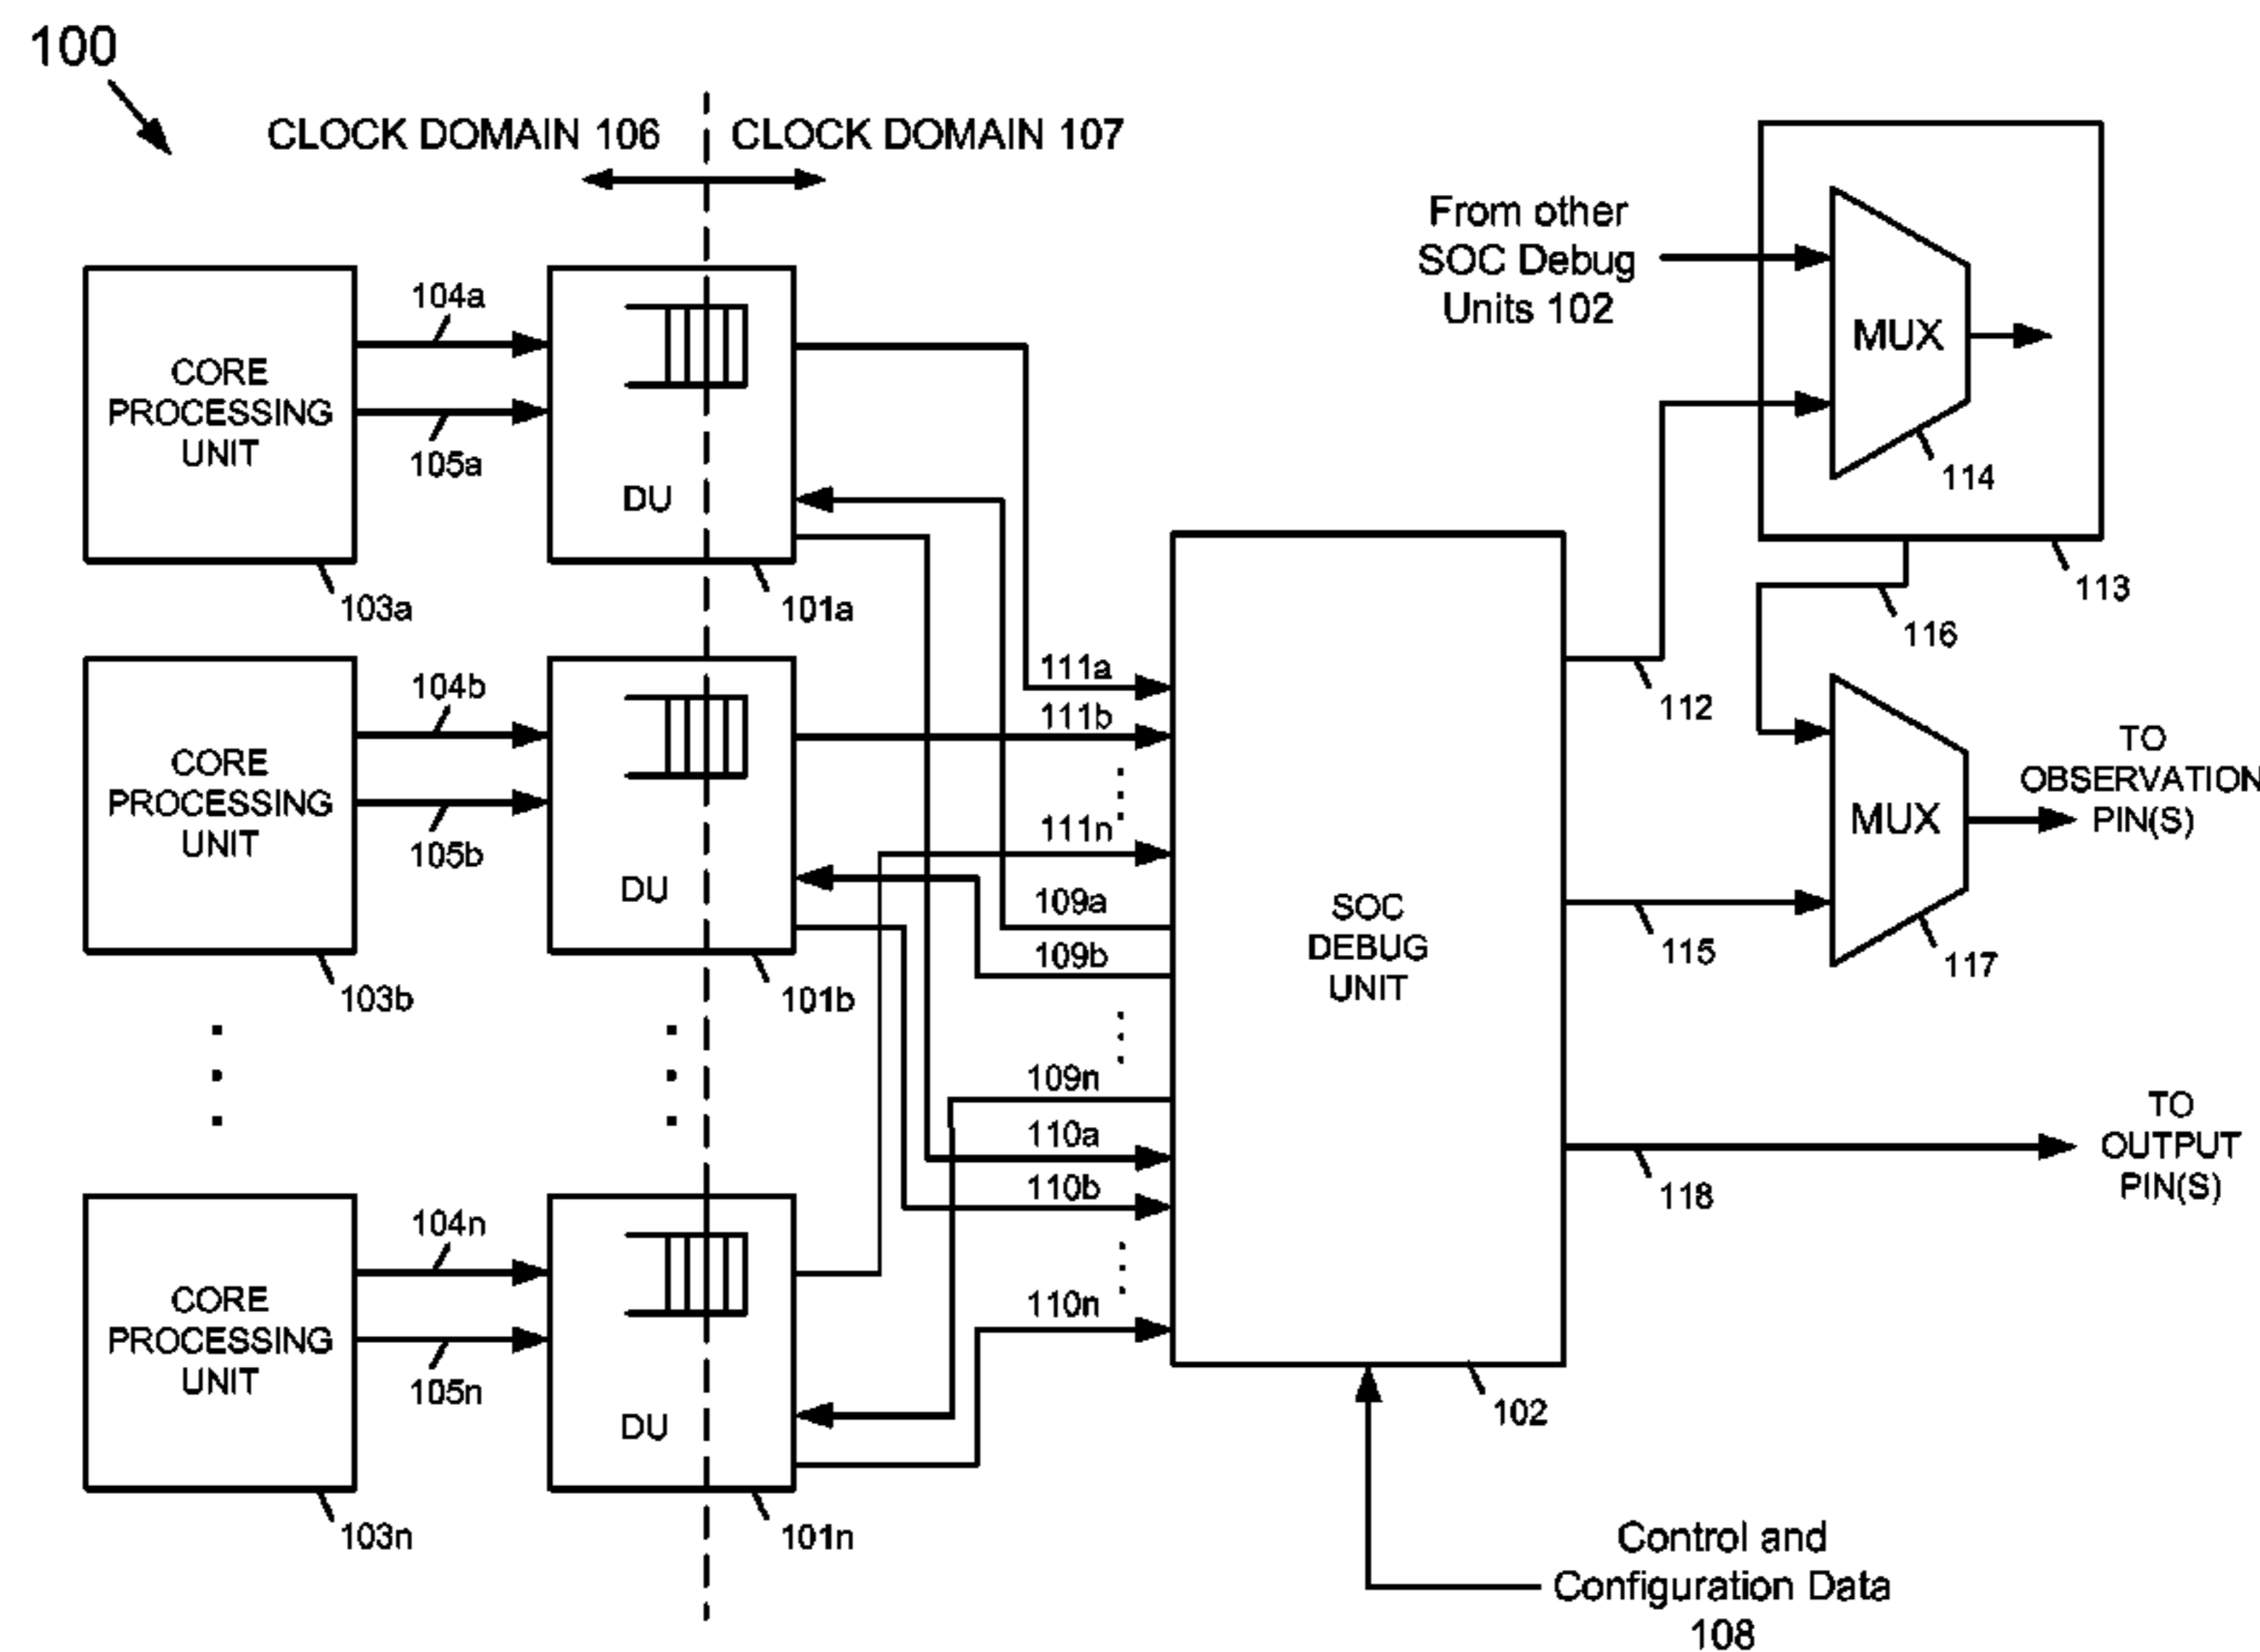 100
CLOCK DOMAIN 106
CLOCK DOMAIN 107
From other
SOC Debug
Units 102
MUX
114
113
116
CORE
PROCESSING
UNIT
103a
104a
105a
DU
101a
CORE
PROCESSING
UNIT
103b
104b
105b
DU
101b
CORE
PROCESSING
UNIT
103n
104n
105n
DU
101n
111a
111b
111n
109a
109b
109n
110a
110b
110n
SOC
DEBUG
UNIT
102
112
115
118
MUX
117
TO
OBSERVATION
PIN(S)
TO
OUTPUT
PIN(S)
Control and
Configuration Data
108